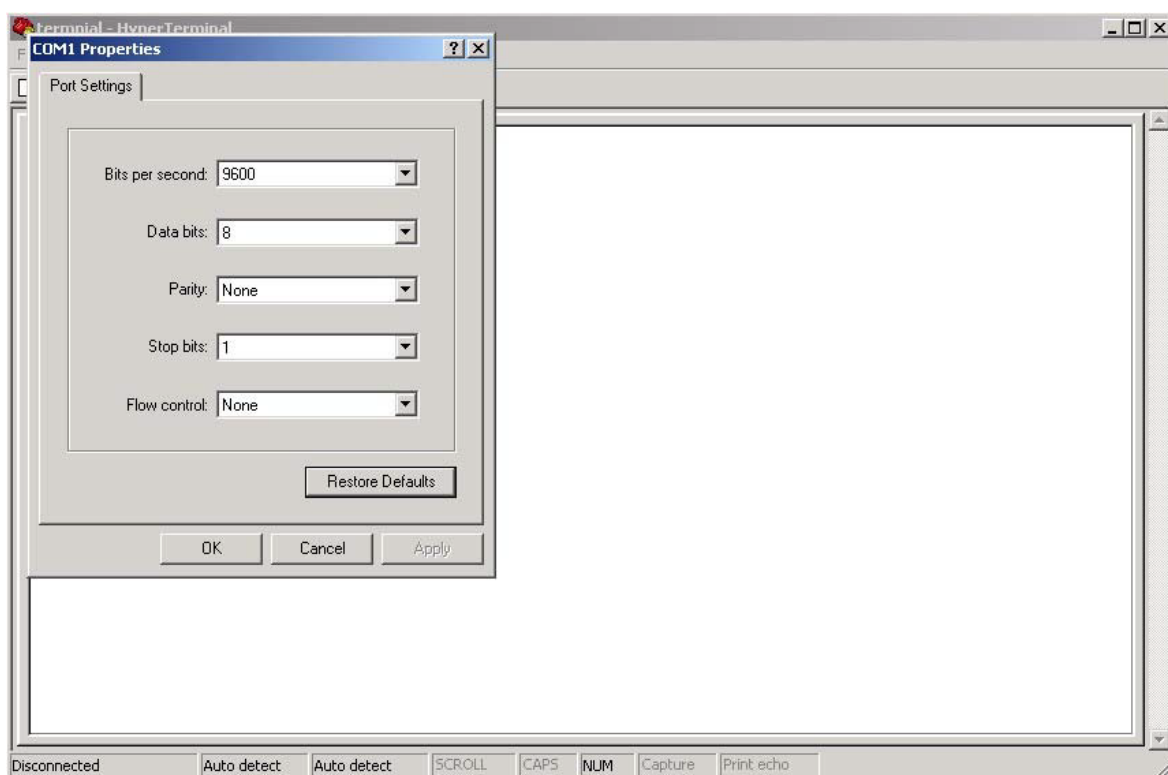 termnial - HyperTerminal
COM1 Properties
Port Settings
Bits per second: 9600
Data bits: 8
Parity: None
Stop bits: 1
Flow control: None
Restore Defaults
OK Cancel Apply
Disconnected Auto detect Auto detect SCROLL CAPS NUM Capture Print echo